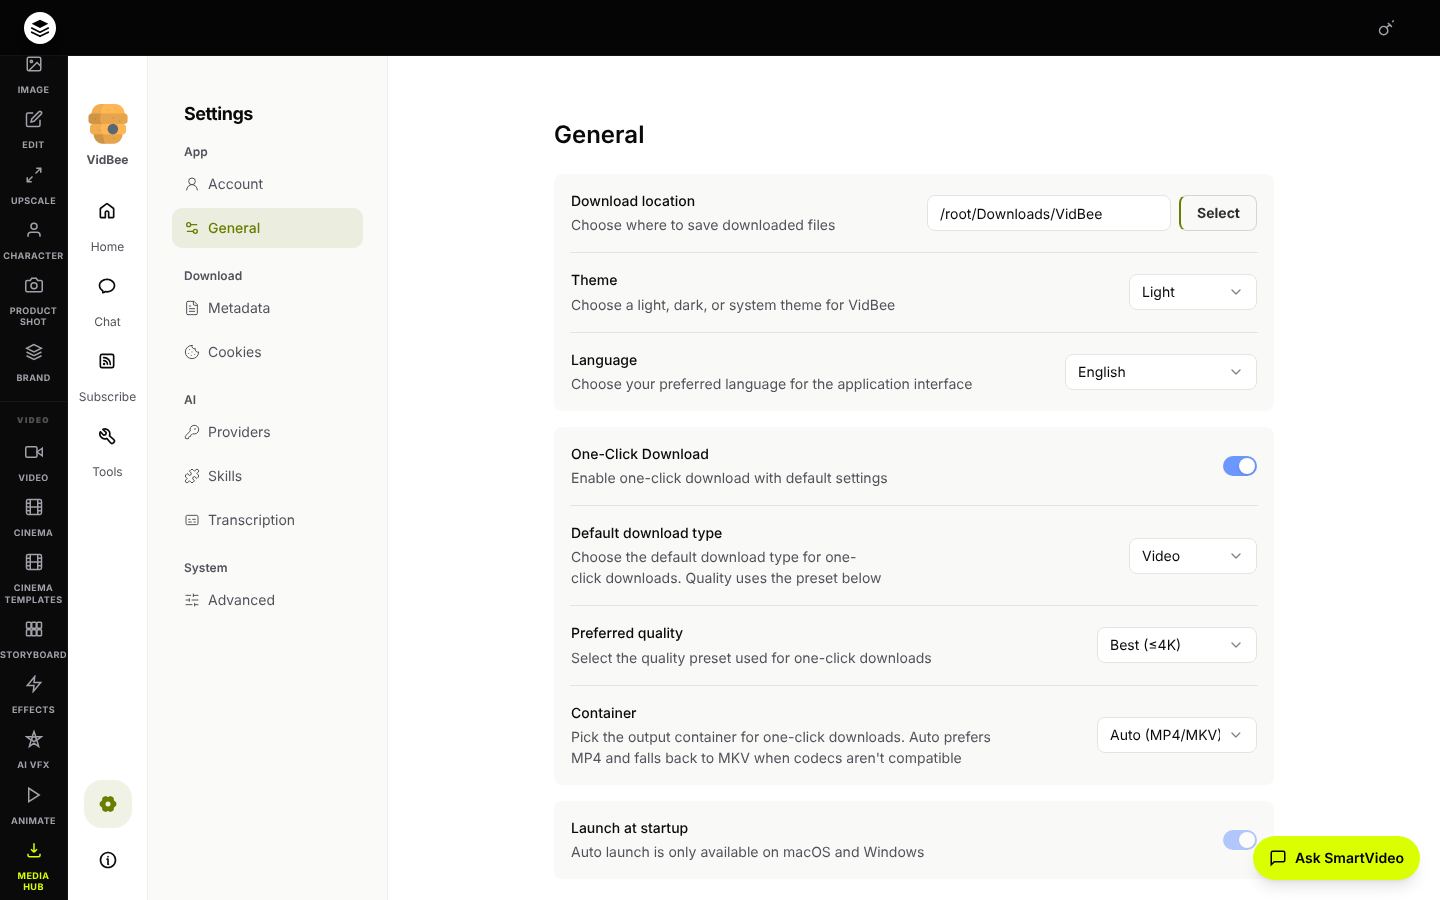 IMAGE
EDIT
UPSCALE
CHARACTER
PRODUCT
SHOT
BRAND
VIDEO
VIDEO
CINEMA
CINEMA
TEMPLATES
STORYBOARD
EFFECTS
AI VFX
ANIMATE
MEDIA
HUB
VidBee
Home
Chat
Subscribe
Tools
Settings
App
Account
General
Download
Metadata
Cookies
AI
Providers
Skills
Transcription
System
Advanced
General
Download location
Choose where to save downloaded files
/root/Downloads/VidBee
Select
Theme
Choose a light, dark, or system theme for VidBee
Light
Language
Choose your preferred language for the application interface
English
One-Click Download
Enable one-click download with default settings
Default download type
Choose the default download type for one-
click downloads. Quality uses the preset below
Video
Preferred quality
Select the quality preset used for one-click downloads
Best (≤4K)
Container
Pick the output container for one-click downloads. Auto prefers
MP4 and falls back to MKV when codecs aren't compatible
Auto (MP4/MKV)
Launch at startup
Auto launch is only available on macOS and Windows
Ask SmartVideo